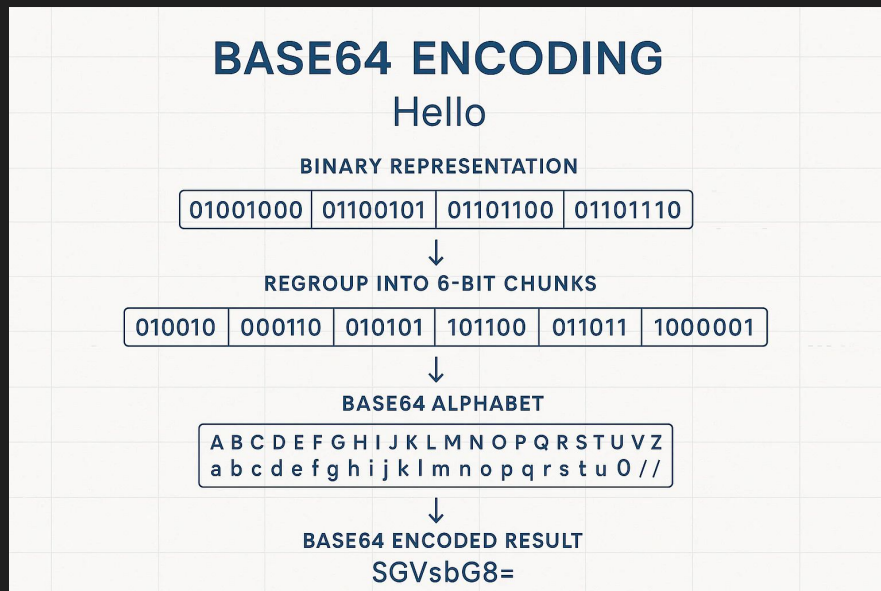 BASE64 ENCODING
Hello
BINARY REPRESENTATION
01001000 01100101 01101100 01101110
↓
REGROUP INTO 6-BIT CHUNKS
010010 000110 010101 101100 011011 1000001
↓
BASE64 ALPHABET
A B C D E F G H I J K L M N O P Q R S T U V Z
a b c d e f g h i j k l m n o p q r s t u 0 / /
↓
BASE64 ENCODED RESULT
SGVsbG8=